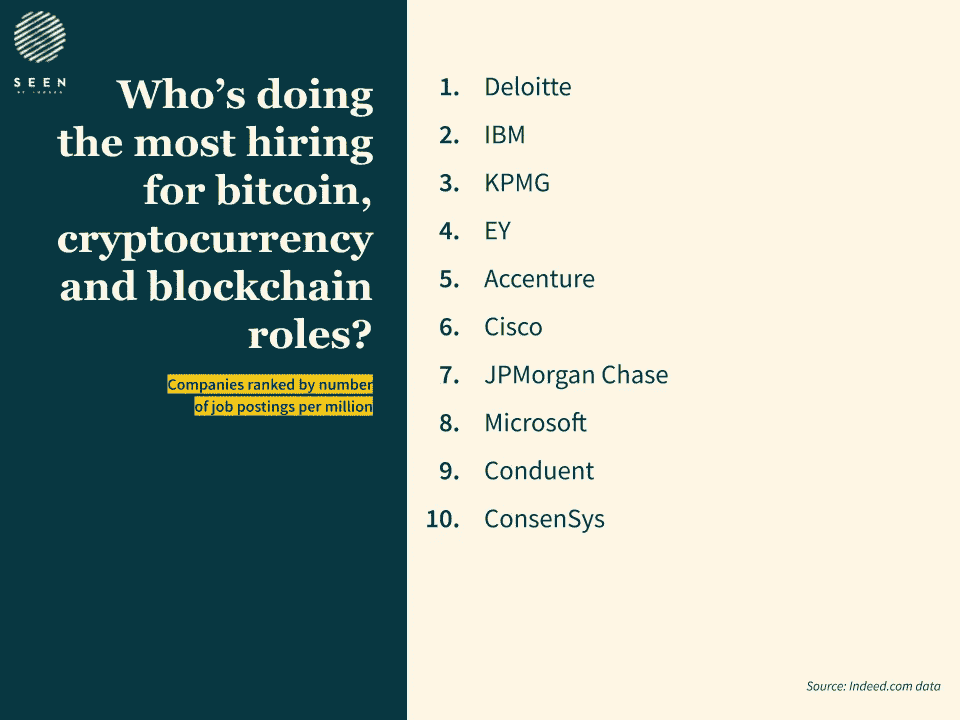 SEEN
BY INDEED
Who’s doing
the most hiring
for bitcoin,
cryptocurrency
and blockchain
roles?
Companies ranked by number
of job postings per million
1. Deloitte
2. IBM
3. KPMG
4. EY
5. Accenture
6. Cisco
7. JPMorgan Chase
8. Microsoft
9. Conduent
10. ConsenSys
Source: Indeed.com data